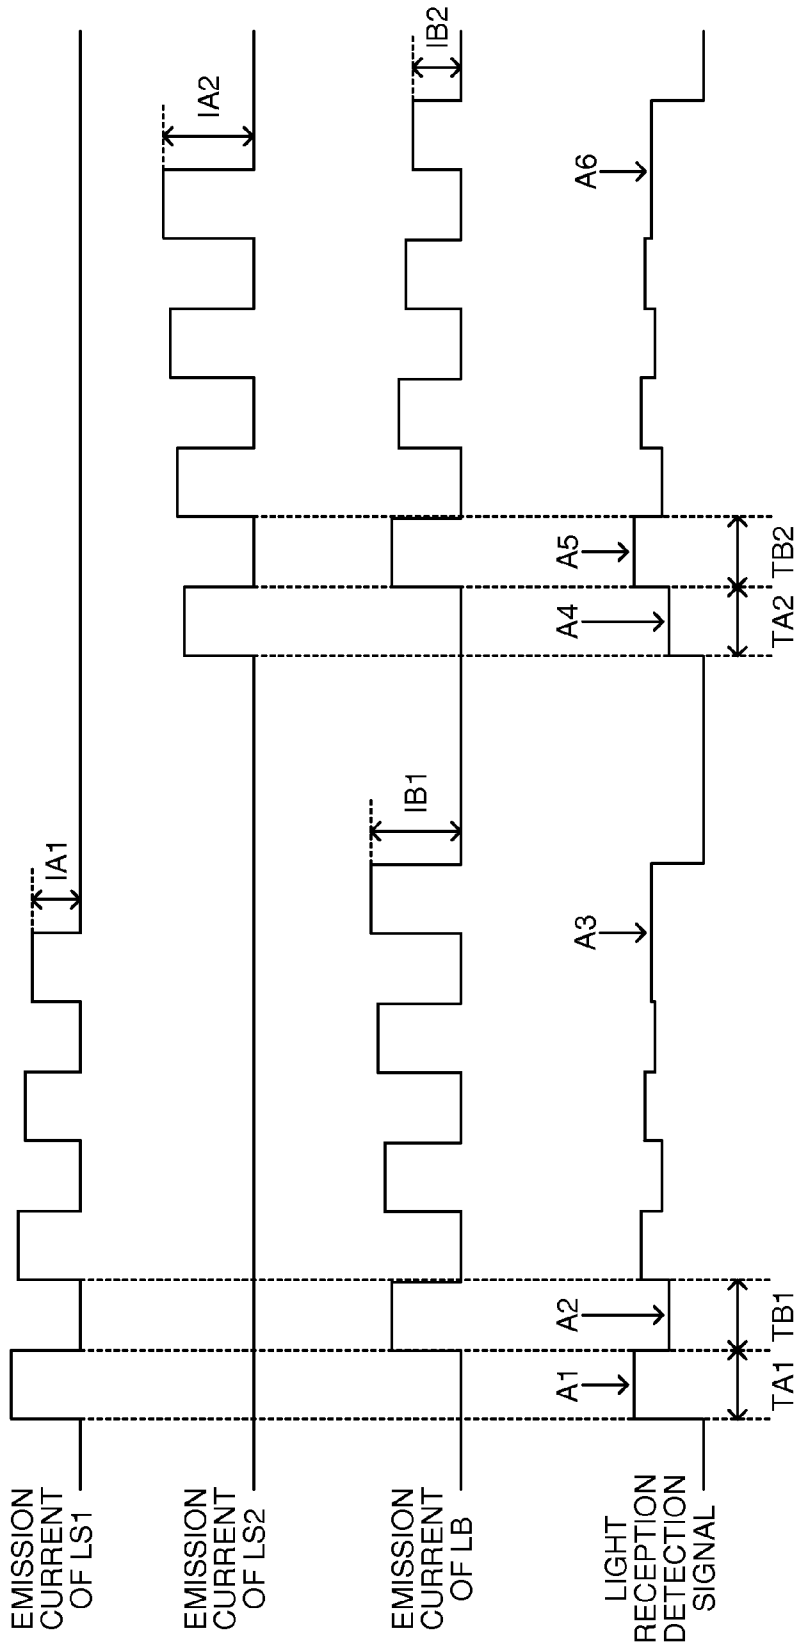 EMISSION
CURRENT
OF LS1
IA1
EMISSION
CURRENT
OF LS2
IA2
EMISSION
CURRENT
OF LB
IB1
IB2
LIGHT
RECEPTION
DETECTION
SIGNAL
A1
A2
A3
A4
A5
A6
TA1
TB1
TA2
TB2